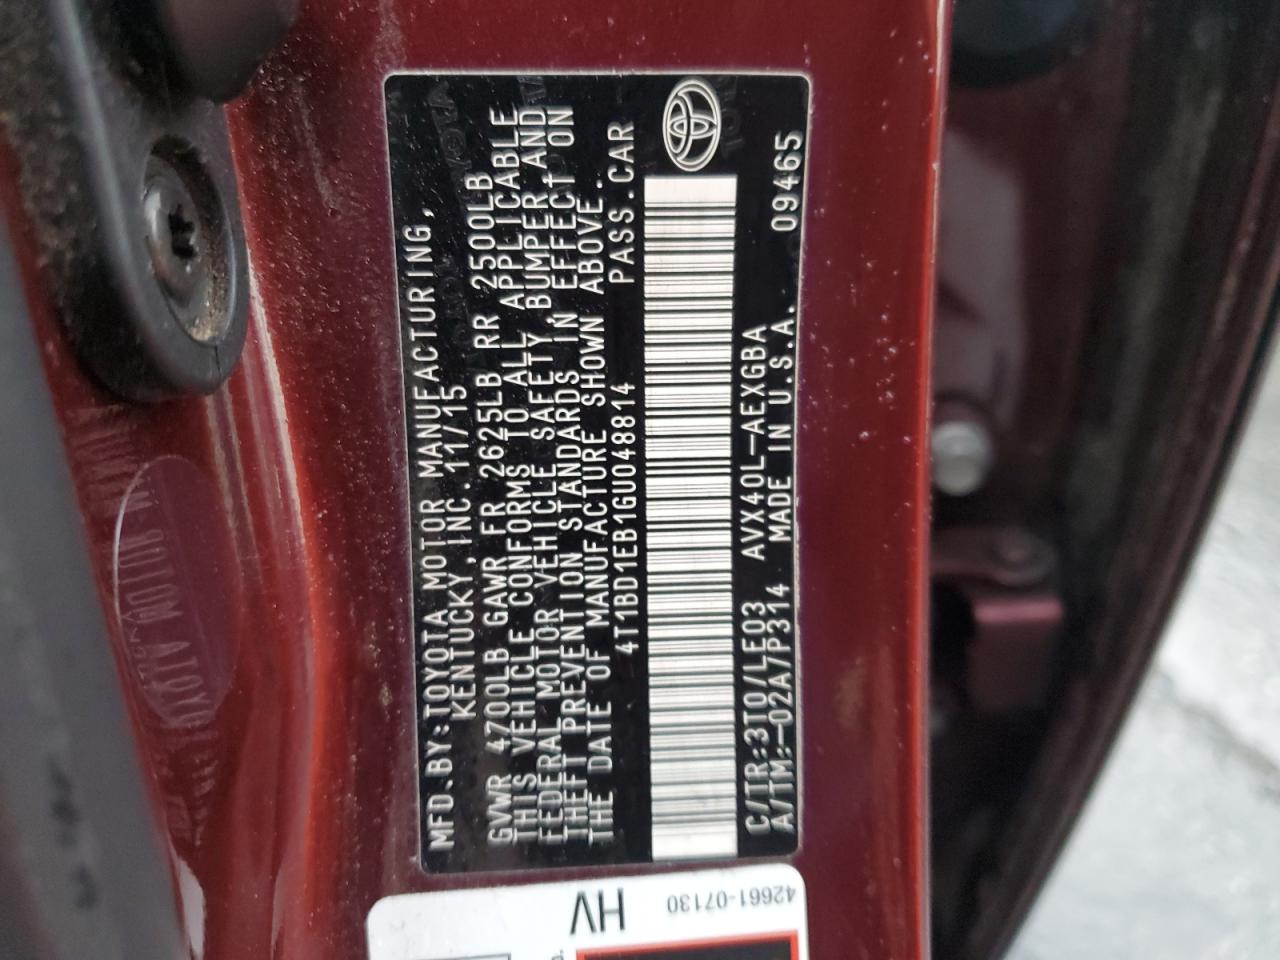 MFD.BY:TOYOTA MOTOR MANUFACTURING,
KENTUCKY, INC. 11/15
GVWR 4700LB GAWR FR 2625LB RR 2500LB
THIS VEHICLE CONFORMS TO ALL APPLICABLE
FEDERAL MOTOR VEHICLE SAFETY,BUMPER AND
THEFT PREVENTION STANDARDS IN EFFECT ON
THE DATE OF MANUFACTURE SHOWN ABOVE.
4T1BD1EB1GU048814 PASS.CAR
C/TR:3T0/LE03 AVX40L-AEXGBA
A/TM:-02A/P314 MADE IN U.S.A. 09465
HV
42661-07130